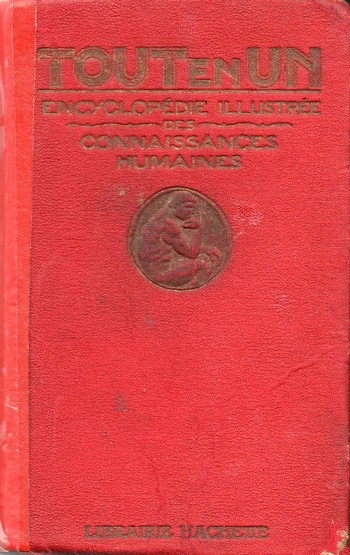 TOUT EN UN
ENCYCLOPÉDIE ILLUSTRÉE
DES
CONNAISSANCES
HUMAINES
LIBRAIRIE HACHETTE